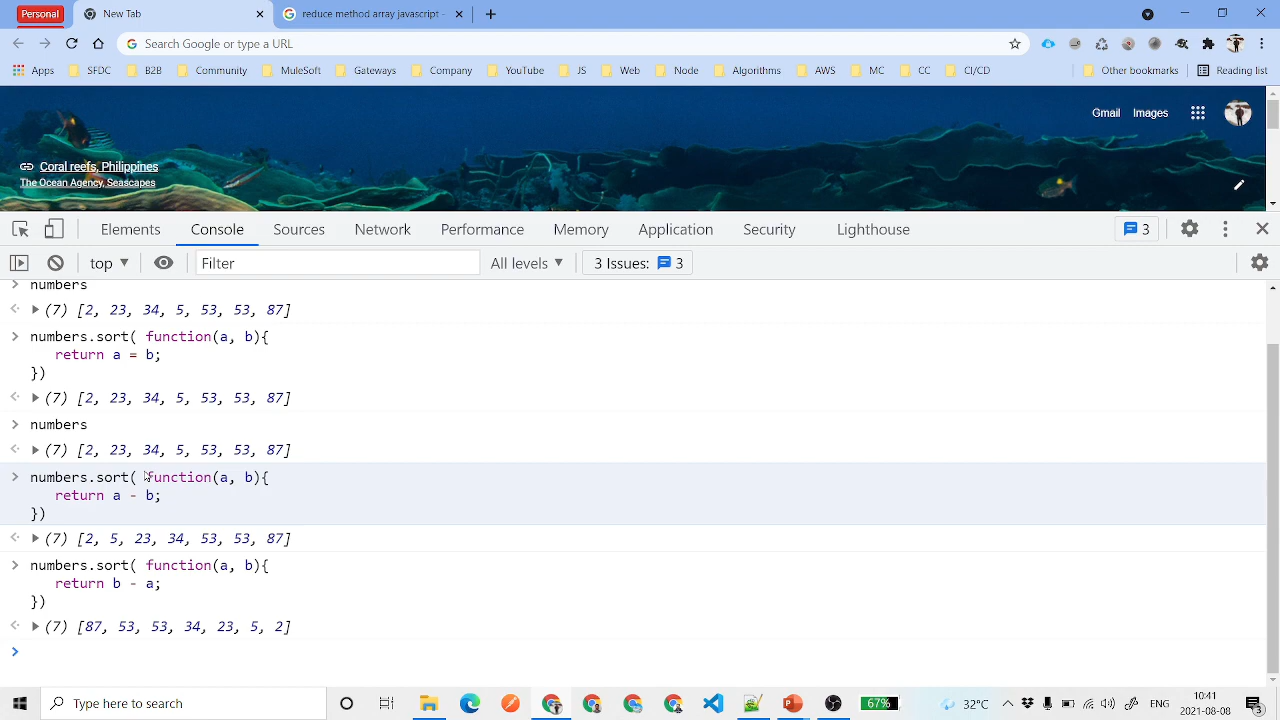 Personal
New Tab
reduce method array javascript -
Search Google or type a URL
Apps SFDC B2B Community MuleSoft Gateways Company YouTube JS Web Node Algorithms AWS MC CC CI/CD Other bookmarks Reading list
Gmail Images
Coral reefs, Philippines
The Ocean Agency, Seascapes
Elements Console Sources Network Performance Memory Application Security Lighthouse 3
top ▼ Filter All levels ▼ 3 Issues: 3
> numbers
(7) [2, 23, 34, 5, 53, 53, 87]
> numbers.sort( function(a, b){
return a = b;
})
(7) [2, 23, 34, 5, 53, 53, 87]
> numbers
(7) [2, 23, 34, 5, 53, 53, 87]
> numbers.sort( function(a, b){
return a - b;
})
(7) [2, 5, 23, 34, 53, 53, 87]
> numbers.sort( function(a, b){
return b - a;
})
(7) [87, 53, 53, 34, 23, 5, 2]
>
Type here to search
67%
32°C
ENG
10:41
2021-08-08
3